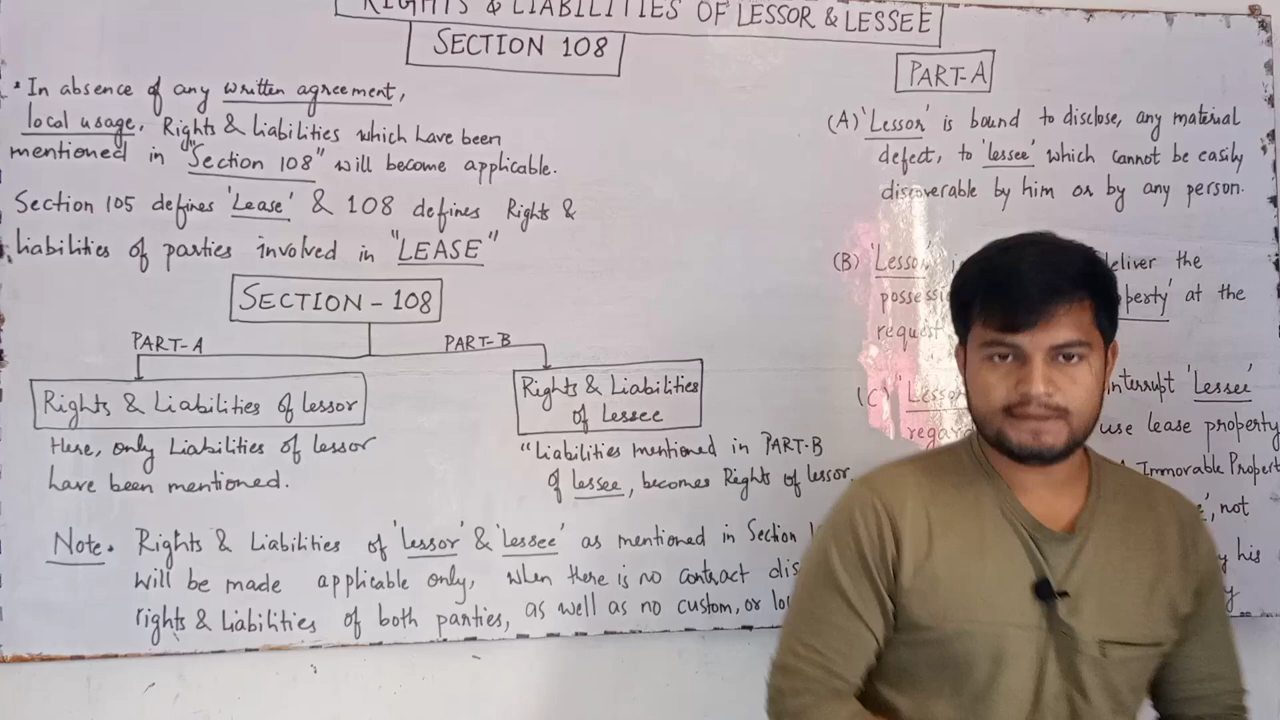 RIGHTS & LIABILITIES OF LESSOR & LESSEE
SECTION 108
• In absence of any written agreement,
local usage, Rights & Liabilities which have been
mentioned in "Section 108" will become applicable.
Section 105 defines 'Lease' & 108 defines Rights &
liabilities of parties involved in "LEASE"
SECTION - 108
PART-A
PART-B
Rights & Liabilities of lessor
Here, only Liabilities of lessor
have been mentioned.
Rights & Liabilities
of Lessee
"Liabilities mentioned in PART-B
of lessee, becomes Rights of lessor.
Note. Rights & Liabilities of 'lessor' & 'lessee' as mentioned in Section
will be made applicable only, when there is no contract
rights & Liabilities of both parties, as well as no custom, or
PART-A
(A) 'Lessor' is bound to disclose, any material
defect, to 'lessee' which cannot be easily
discoverable by him or by any person.
(B) 'Lessor' deliver the
at the
request
(C) 'Lessor interrupt 'Lessee'
use lease property
Immovable Propert
not
his